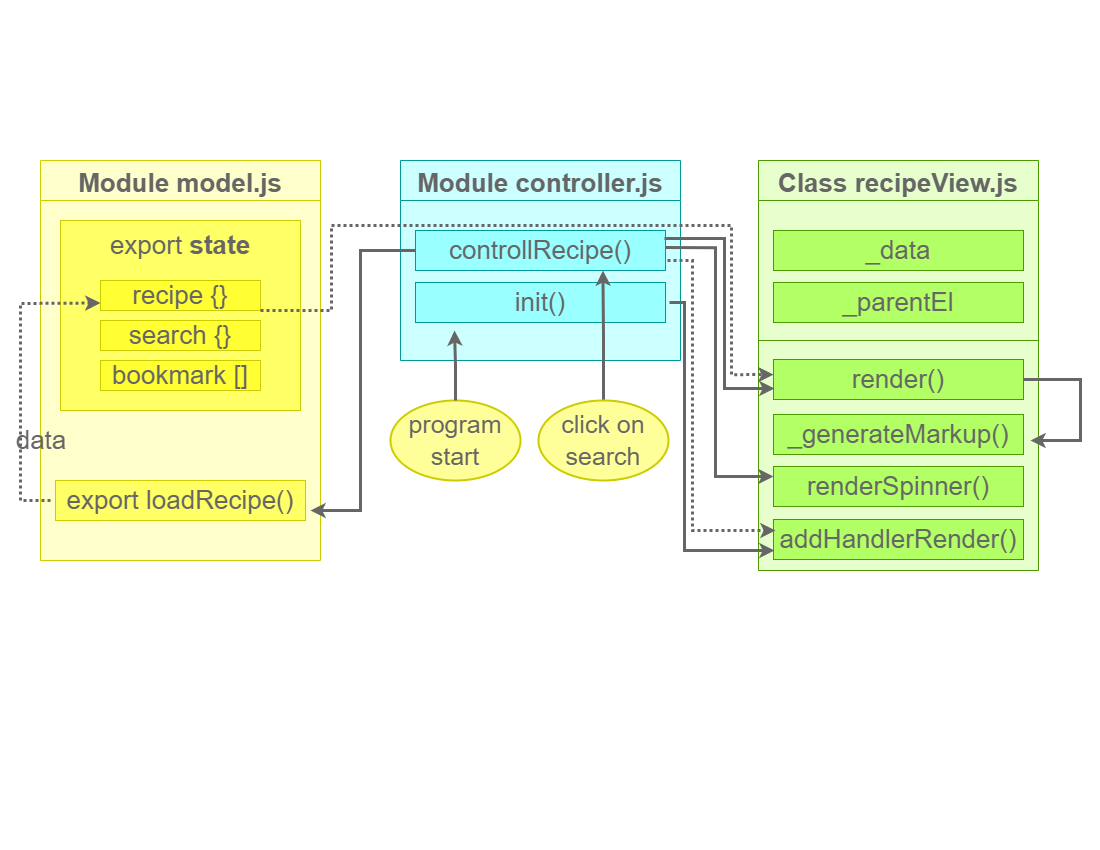 Module model.js
export state
recipe {}
search {}
bookmark []
data
export loadRecipe()
Module controller.js
controllRecipe()
init()
program
start
click on
search
Class recipeView.js
_data
_parentEl
render()
_generateMarkup()
renderSpinner()
addHandlerRender()